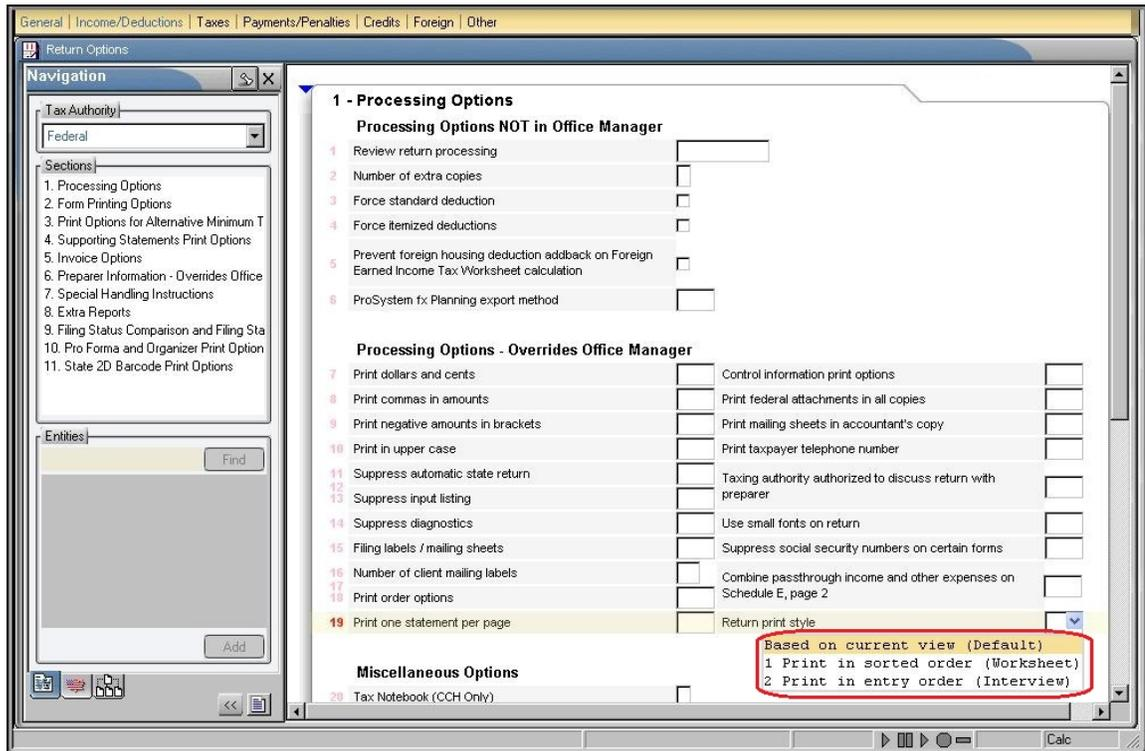 General | Income/Deductions | Taxes | Payments/Penalties | Credits | Foreign | Other
Return Options
Navigation
Tax Authority
Federal
Sections
1. Processing Options
2. Form Printing Options
3. Print Options for Alternative Minimum T
4. Supporting Statements Print Options
5. Invoice Options
6. Preparer Information - Overrides Office
7. Special Handling Instructions
8. Extra Reports
9. Filing Status Comparison and Filing Sta
10. Pro Forma and Organizer Print Option
11. State 2D Barcode Print Options
Entities
Find
Add
<<
1 - Processing Options
Processing Options NOT in Office Manager
1 Review return processing
2 Number of extra copies
3 Force standard deduction
4 Force itemized deductions
5 Prevent foreign housing deduction addback on Foreign
Earned Income Tax Worksheet calculation
6 ProSystem fx Planning export method
Processing Options - Overrides Office Manager
7 Print dollars and cents Control information print options
8 Print commas in amounts Print federal attachments in all copies
9 Print negative amounts in brackets Print mailing sheets in accountant's copy
10 Print in upper case Print taxpayer telephone number
11 Suppress automatic state return Taxing authority authorized to discuss return with
12 preparer
13 Suppress input listing
14 Suppress diagnostics Use small fonts on return
15 Filing labels / mailing sheets Suppress social security numbers on certain forms
16 Number of client mailing labels Combine passthrough income and other expenses on
17 Schedule E, page 2
18 Print order options
19 Print one statement per page Return print style
Based on current view (Default)
1 Print in sorted order (Worksheet)
2 Print in entry order (Interview)
Miscellaneous Options
20 Tax Notebook (CCH Only)
Calc